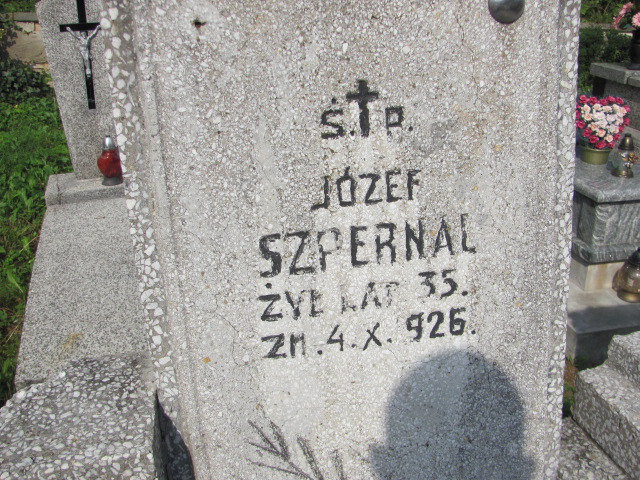 Ś. P.
JÓZEF
SZPERNAL
ŻYŁ LAT 35.
ZM. 4. X. 926.